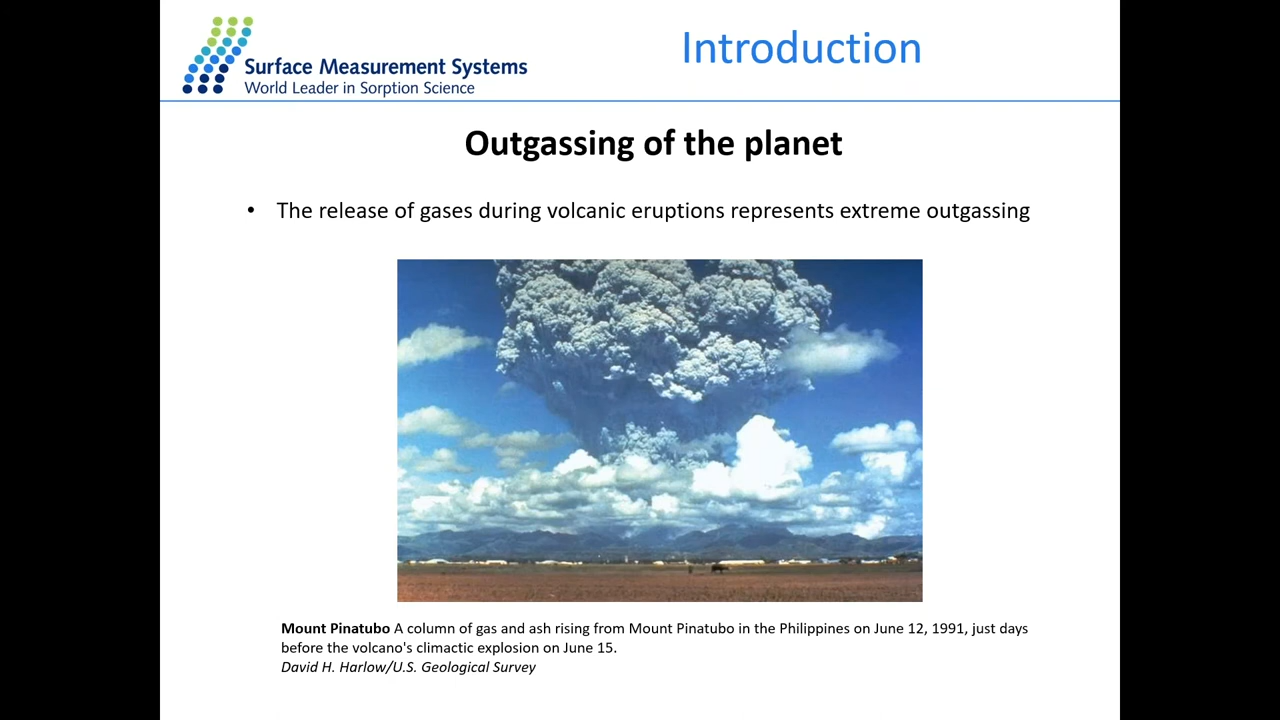 Surface Measurement Systems
World Leader in Sorption Science
Introduction
Outgassing of the planet
• The release of gases during volcanic eruptions represents extreme outgassing
Mount Pinatubo A column of gas and ash rising from Mount Pinatubo in the Philippines on June 12, 1991, just days
before the volcano's climactic explosion on June 15.
David H. Harlow/U.S. Geological Survey